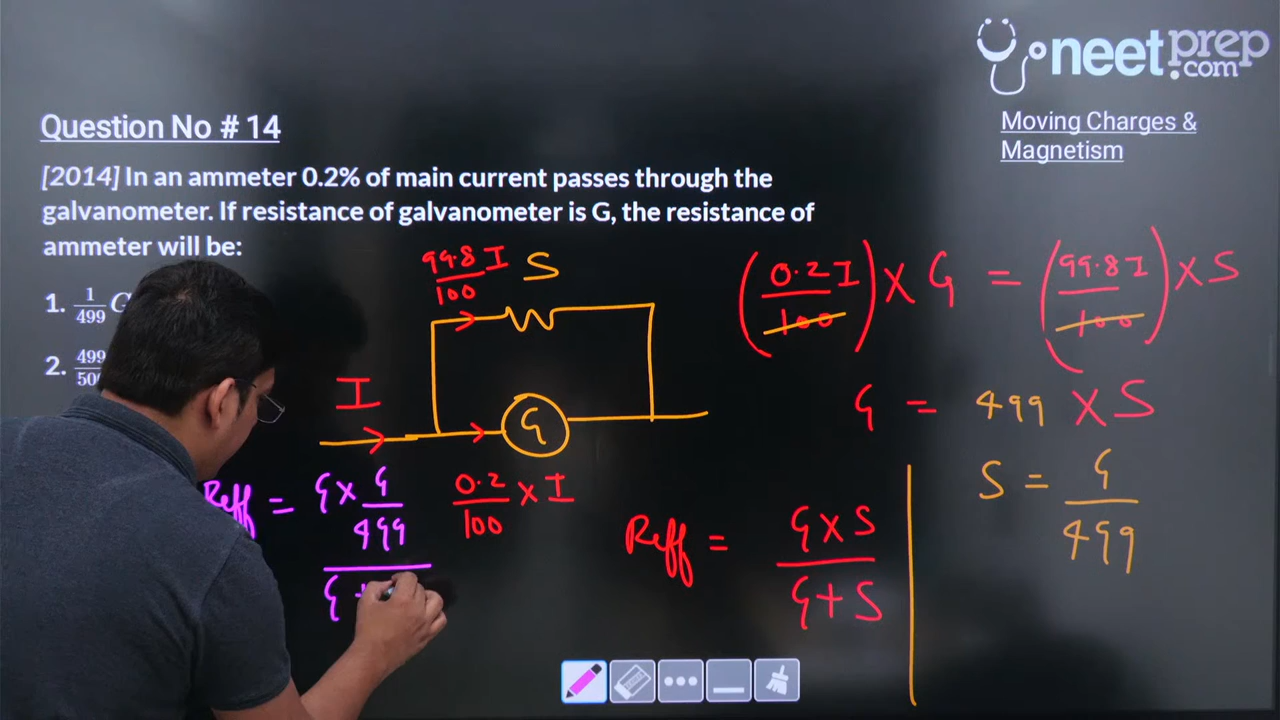 neetprep
.com
Question No # 14
Moving Charges &
Magnetism
[2014] In an ammeter 0.2% of main current passes through the
galvanometer. If resistance of galvanometer is G, the resistance of
ammeter will be:
1. 1/499 G
2. 499
99.8/100 I S
I
G
0.2/100 × I
(0.2 I/100) × G = (99.8 I/100) × S
G = 499 × S
S = G/499
Reff = G × S / G + S
Reff = G × G/499
G +